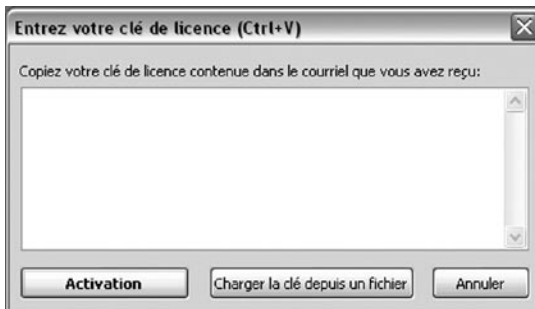 Entrez votre clé de licence (Ctrl+V)
Copiez votre clé de licence contenue dans le courriel que vous avez reçu:
Activation
Charger la clé depuis un fichier
Annuler